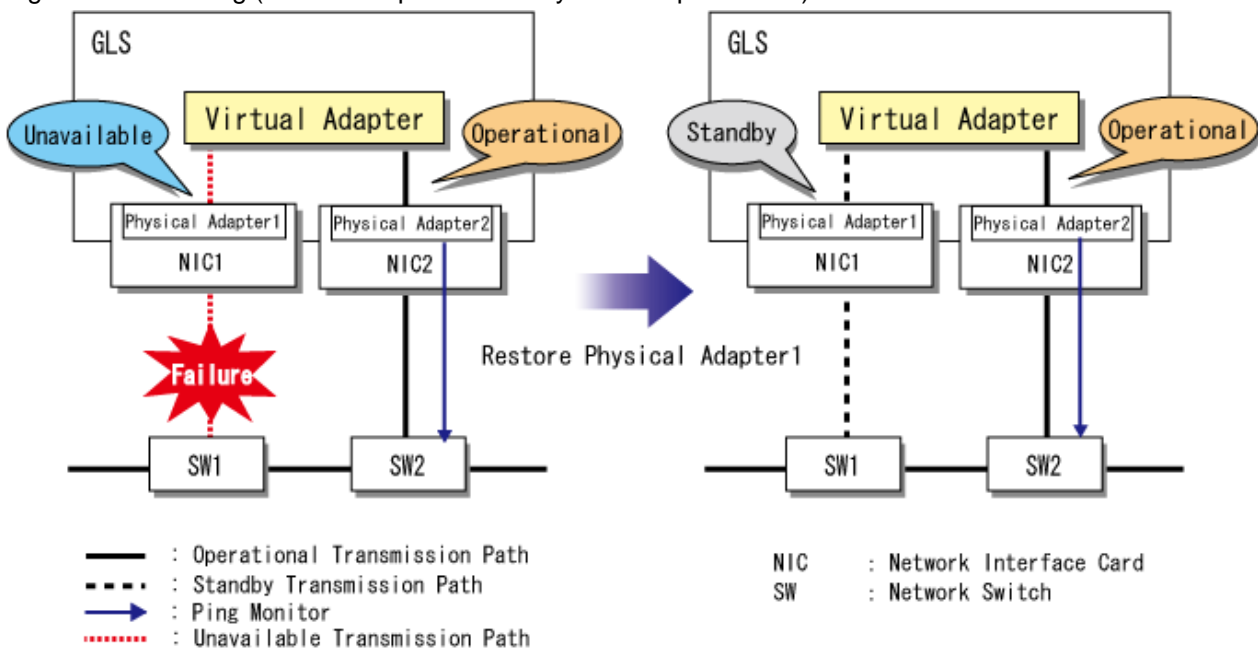 GLS
Virtual Adapter
Unavailable
Operational
Physical Adapter1
Physical Adapter2
NIC1
NIC2
Failure
SW1
SW2
Restore Physical Adapter1
GLS
Virtual Adapter
Standby
Operational
Physical Adapter1
Physical Adapter2
NIC1
NIC2
SW1
SW2
: Operational Transmission Path
: Standby Transmission Path
: Ping Monitor
: Unavailable Transmission Path
NIC : Network Interface Card
SW : Network Switch